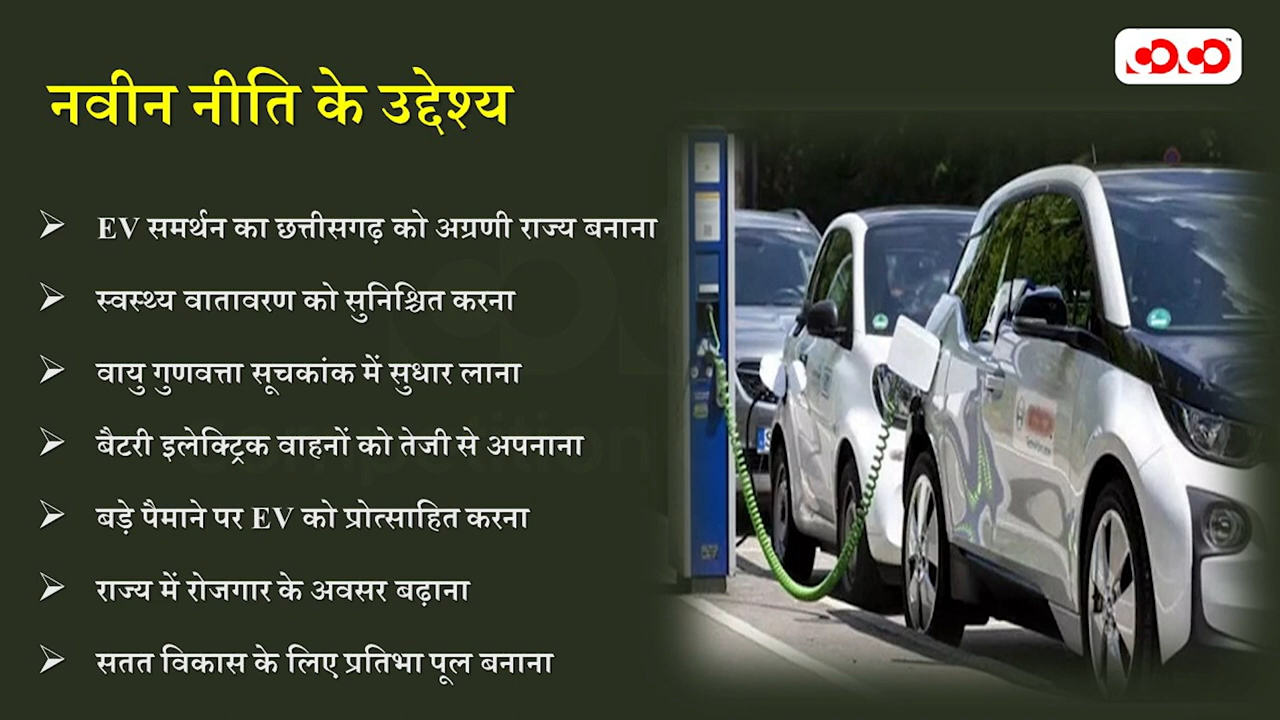 नवीन नीति के उद्देश्य
EV समर्थन का छत्तीसगढ़ को अग्रणी राज्य बनाना
स्वस्थ्य वातावरण को सुनिश्चित करना
वायु गुणवत्ता सूचकांक में सुधार लाना
बैटरी इलेक्ट्रिक वाहनों को तेजी से अपनाना
बड़े पैमाने पर EV को प्रोत्साहित करना
राज्य में रोजगार के अवसर बढ़ाना
सतत विकास के लिए प्रतिभा पूल बनाना